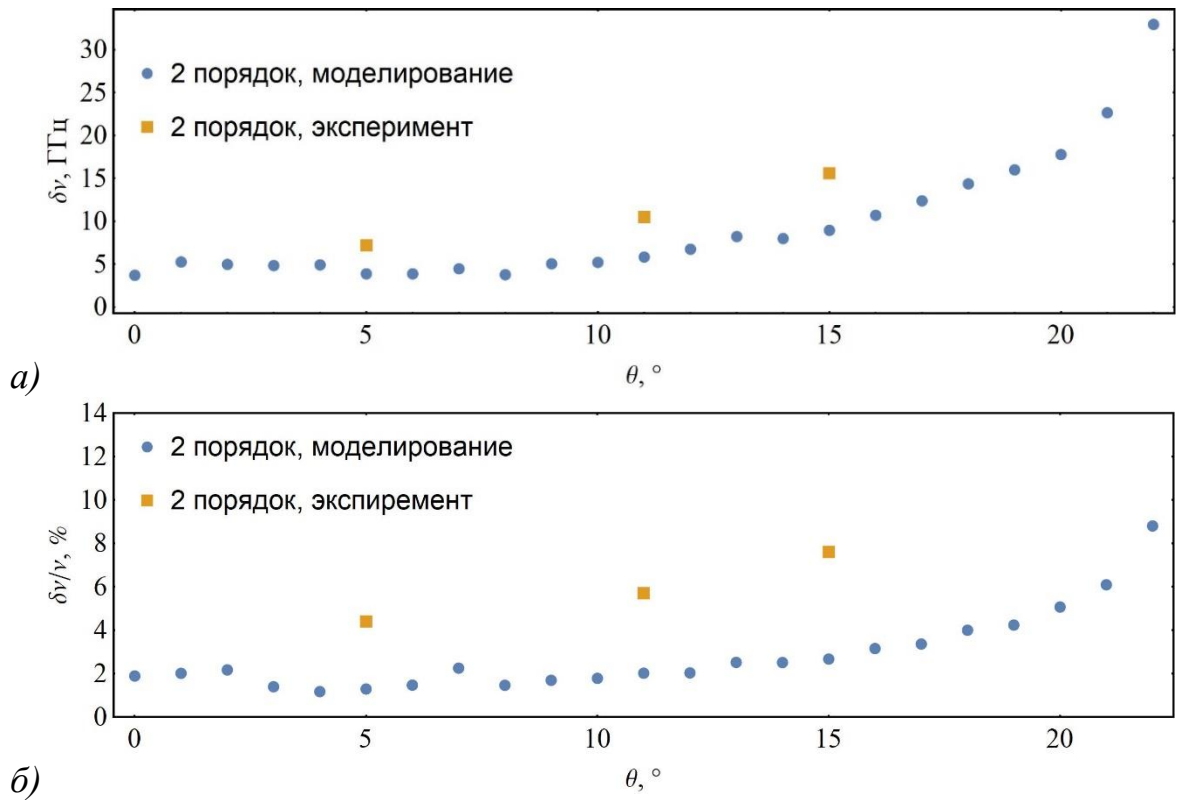 30
25
20
15
10
5
0
δν, ГГц
2 порядок, моделирование
2 порядок, эксперимент
0 5 10 15 20
θ, °
а)
14
12
10
8
6
4
2
0
δν/ν, %
2 порядок, моделирование
2 порядок, экспиремент
0 5 10 15 20
θ, °
б)